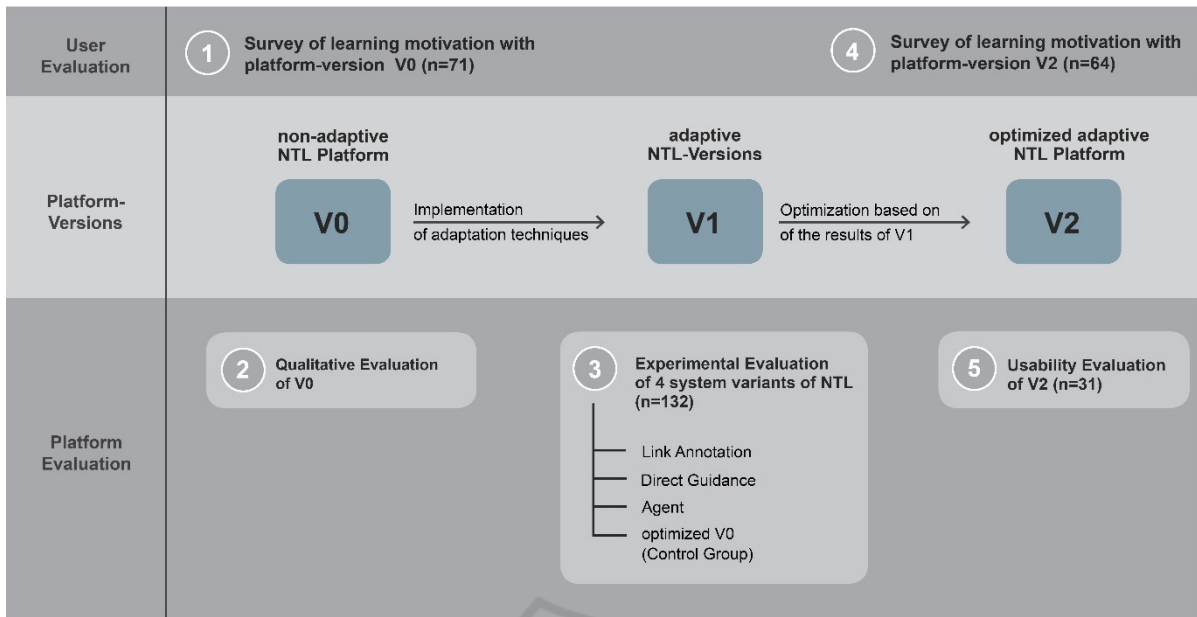 User
Evaluation
1
Survey of learning motivation with
platform-version V0 (n=71)
4
Survey of learning motivation with
platform-version V2 (n=64)
Platform-
Versions
non-adaptive
NTL Platform
V0
Implementation
of adaptation techniques
adaptive
NTL-Versions
V1
Optimization based on
of the results of V1
optimized adaptive
NTL Platform
V2
Platform
Evaluation
2
Qualitative Evaluation
of V0
3
Experimental Evaluation
of 4 system variants of NTL
(n=132)
Link Annotation
Direct Guidance
Agent
optimized V0
(Control Group)
5
Usability Evaluation
of V2 (n=31)